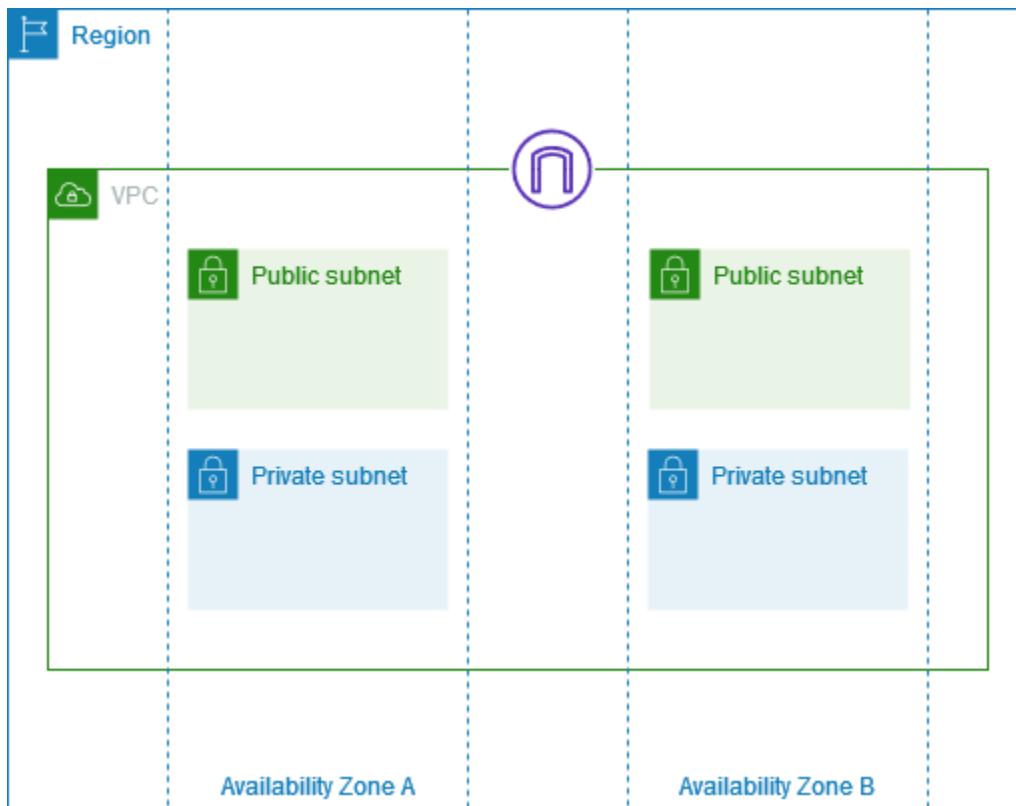 Region
VPC
Public subnet
Public subnet
Private subnet
Private subnet
Availability Zone A
Availability Zone B